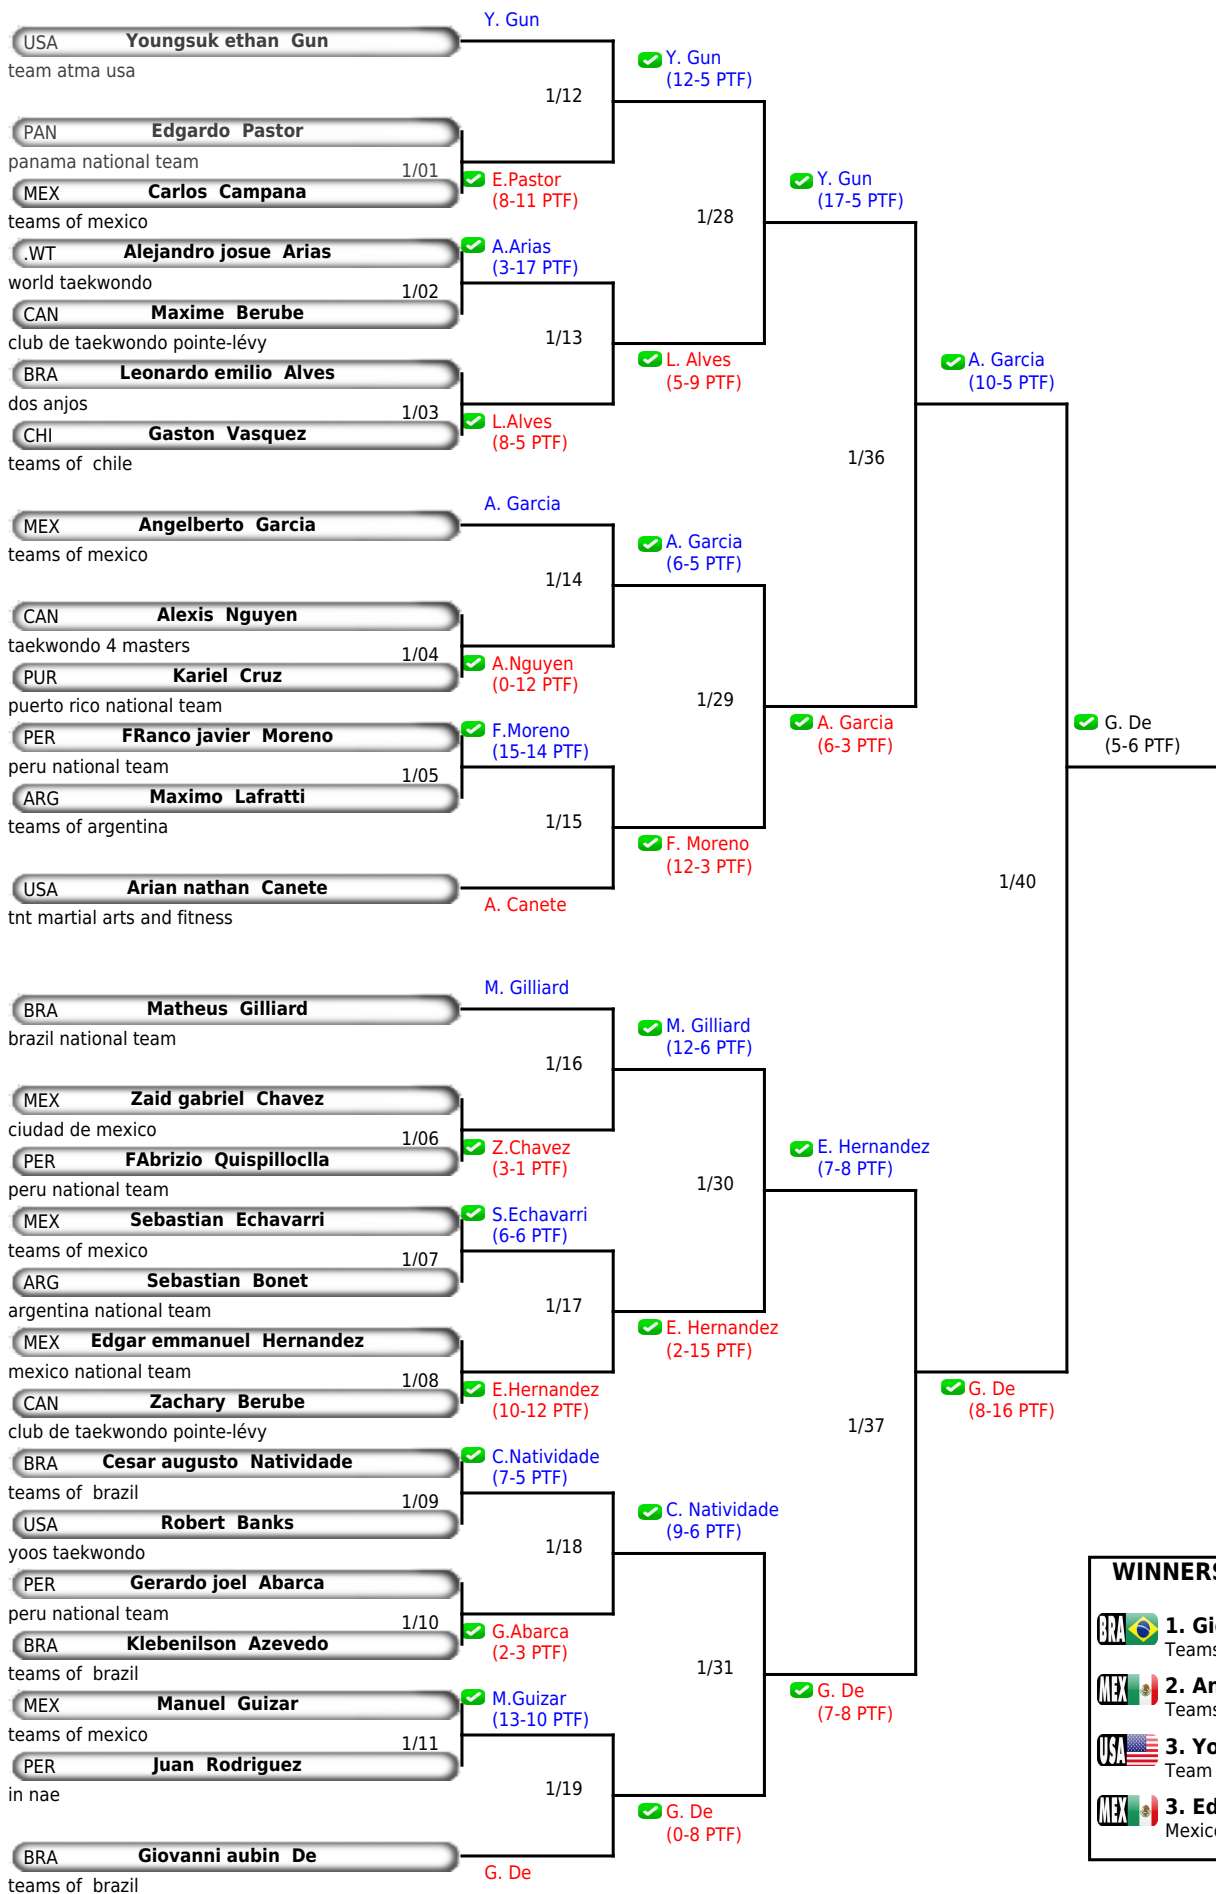 Y. Gun
USA Youngsuk ethan Gun
team atma usa
Y. Gun
(12-5 PTF)
1/12
PAN Edgardo Pastor
panama national team
1/01
MEX Carlos Campana
teams of mexico
E.Pastor
(8-11 PTF)
Y. Gun
(17-5 PTF)
1/28
.WT Alejandro josue Arias
world taekwondo
A.Arias
(3-17 PTF)
1/02
CAN Maxime Berube
club de taekwondo pointe-lévy
1/13
BRA Leonardo emilio Alves
dos anjos
L. Alves
(5-9 PTF)
A. Garcia
(10-5 PTF)
1/03
CHI Gaston Vasquez
teams of chile
L.Alves
(8-5 PTF)
1/36
A. Garcia
MEX Angelberto Garcia
teams of mexico
A. Garcia
(6-5 PTF)
1/14
CAN Alexis Nguyen
taekwondo 4 masters
1/04
PUR Kariel Cruz
puerto rico national team
A.Nguyen
(0-12 PTF)
1/29
PER FRanco javier Moreno
peru national team
F.Moreno
(15-14 PTF)
A. Garcia
(6-3 PTF)
G. De
(5-6 PTF)
1/05
ARG Maximo Lafratti
teams of argentina
1/15
F. Moreno
(12-3 PTF)
USA Arian nathan Canete
tnt martial arts and fitness
A. Canete
1/40
M. Gilliard
BRA Matheus Gilliard
brazil national team
M. Gilliard
(12-6 PTF)
1/16
MEX Zaid gabriel Chavez
ciudad de mexico
1/06
PER FAbrizio Quispilloclla
peru national team
Z.Chavez
(3-1 PTF)
E. Hernandez
(7-8 PTF)
1/30
MEX Sebastian Echavarri
teams of mexico
S.Echavarri
(6-6 PTF)
1/07
ARG Sebastian Bonet
argentina national team
1/17
MEX Edgar emmanuel Hernandez
mexico national team
E. Hernandez
(2-15 PTF)
1/08
CAN Zachary Berube
club de taekwondo pointe-lévy
E.Hernandez
(10-12 PTF)
G. De
(8-16 PTF)
1/37
BRA Cesar augusto Natividade
teams of brazil
C.Natividade
(7-5 PTF)
1/09
USA Robert Banks
yoos taekwondo
C. Natividade
(9-6 PTF)
1/18
PER Gerardo joel Abarca
peru national team
1/10
BRA Klebenilson Azevedo
teams of brazil
G.Abarca
(2-3 PTF)
1/31
MEX Manuel Guizar
teams of mexico
M.Guizar
(13-10 PTF)
G. De
(7-8 PTF)
1/11
PER Juan Rodriguez
in nae
1/19
G. De
(0-8 PTF)
BRA Giovanni aubin De
teams of brazil
G. De
WINNERS
BRA 1. Gi
Teams
MEX 2. An
Teams
USA 3. Yo
Team
MEX 3. Ed
Mexico